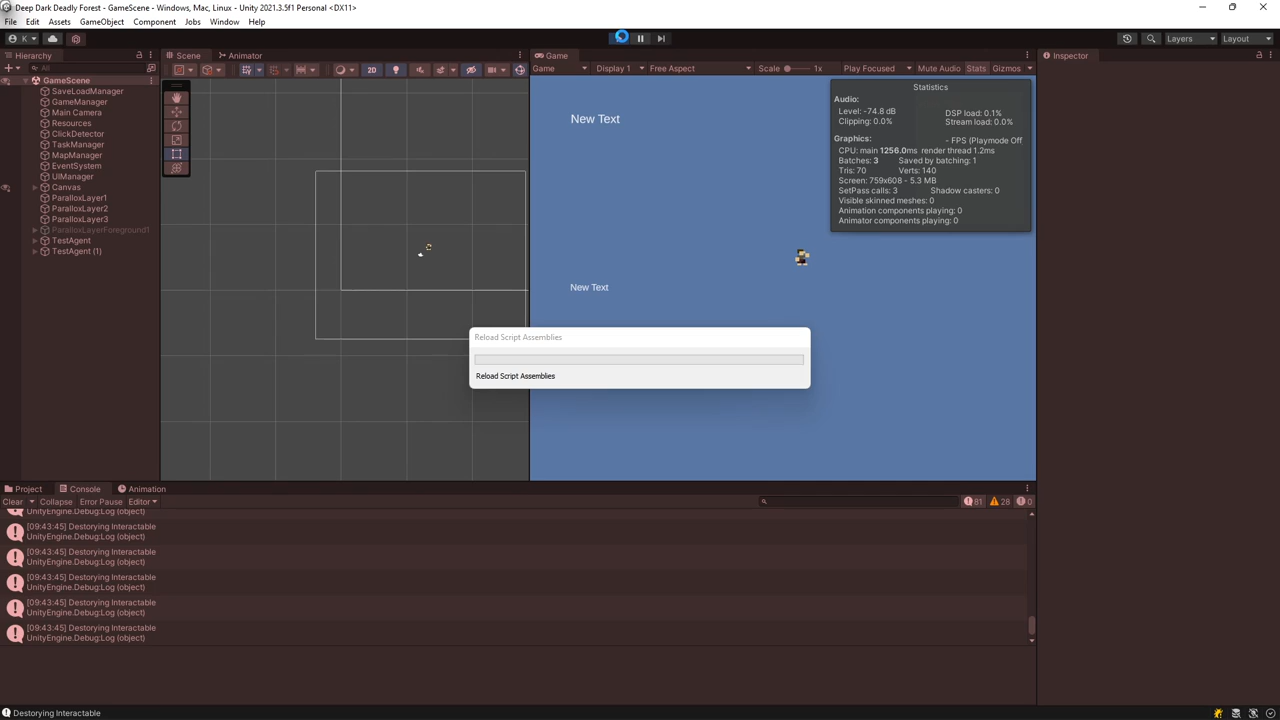 Deep Dark Deadly Forest - GameScene - Windows, Mac, Linux - Unity 2021.3.5f1 Personal <DX11>
File Edit Assets GameObject Component Jobs Window Help
K Layers Layout
Hierarchy
All
GameScene
SaveLoadManager
GameManager
Main Camera
Resources
ClickDetector
TaskManager
MapManager
EventSystem
UIManager
Canvas
ParalloxLayer1
ParalloxLayer2
ParalloxLayer3
ParalloxLayerForeground1
TestAgent
TestAgent (1)
Scene Animator
2D
Game
Game Display 1 Free Aspect Scale 1x Play Focused Mute Audio Stats Gizmos
New Text
New Text
Statistics
Audio:
Level: -74.8 dB DSP load: 0.1%
Clipping: 0.0% Stream load: 0.0%
Graphics: - FPS (Playmode Off
CPU: main 1256.0ms render thread 1.2ms
Batches: 3 Saved by batching: 1
Tris: 70 Verts: 140
Screen: 759x608 - 5.3 MB
SetPass calls: 3 Shadow casters: 0
Visible skinned meshes: 0
Animation components playing: 0
Animator components playing: 0
Inspector
Reload Script Assemblies
Reload Script Assemblies
Project Console Animation
Clear Collapse Error Pause Editor 81 28 0
UnityEngine.Debug:Log (object)
[09:43:45] Destorying Interactable
UnityEngine.Debug:Log (object)
[09:43:45] Destorying Interactable
UnityEngine.Debug:Log (object)
[09:43:45] Destorying Interactable
UnityEngine.Debug:Log (object)
[09:43:45] Destorying Interactable
UnityEngine.Debug:Log (object)
[09:43:45] Destorying Interactable
UnityEngine.Debug:Log (object)
Destorying Interactable